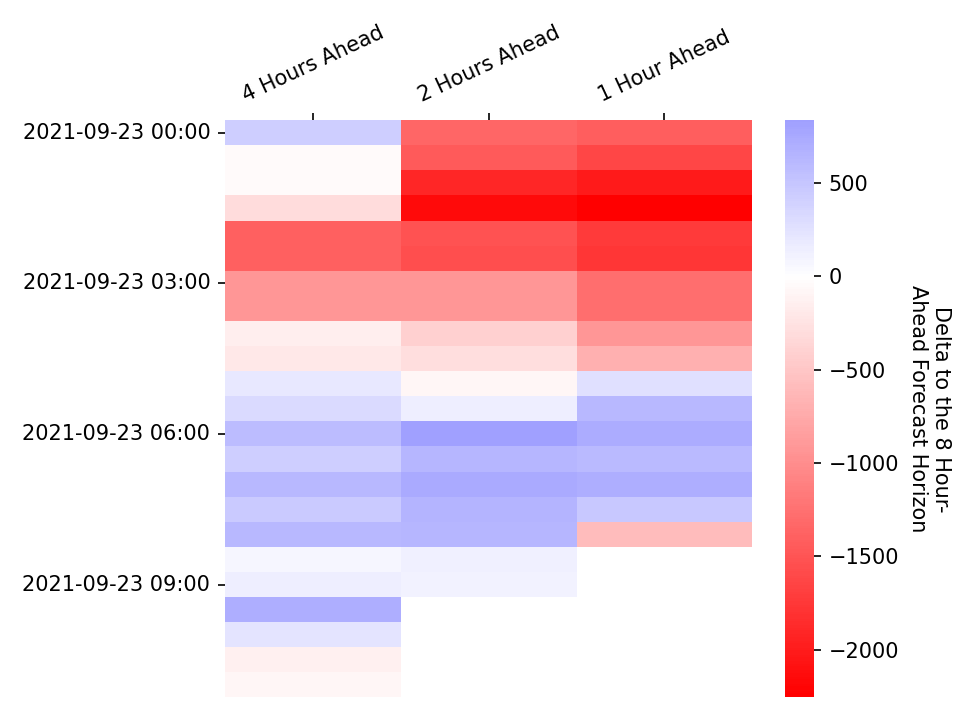 4 Hours Ahead
2 Hours Ahead
1 Hour Ahead
2021-09-23 00:00
2021-09-23 03:00
2021-09-23 06:00
2021-09-23 09:00
500
0
−500
−1000
−1500
−2000
Delta to the 8 Hour-
Ahead Forecast Horizon